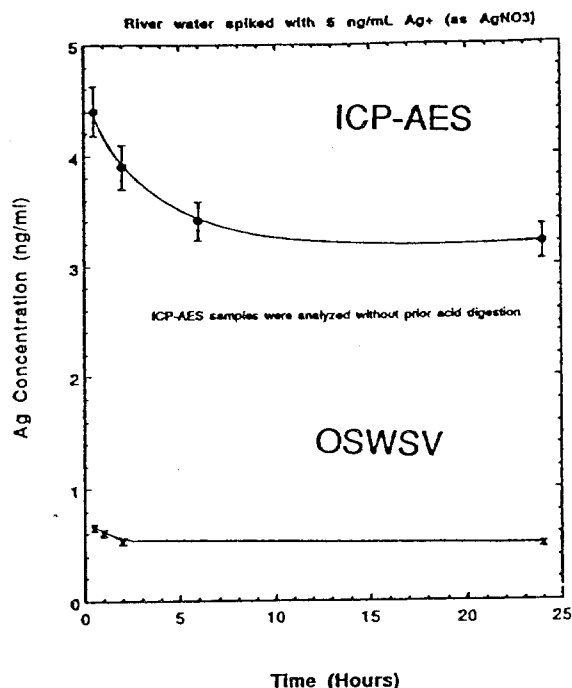 River water spiked with 5 ng/mL Ag+ (as AgNO3)
5
ICP-AES
4
Ag Concentration (ng/ml)
3
ICP-AES samples were analyzed without prior acid digestion
2
OSWSV
1
0
0 5 10 15 20 25
Time (Hours)